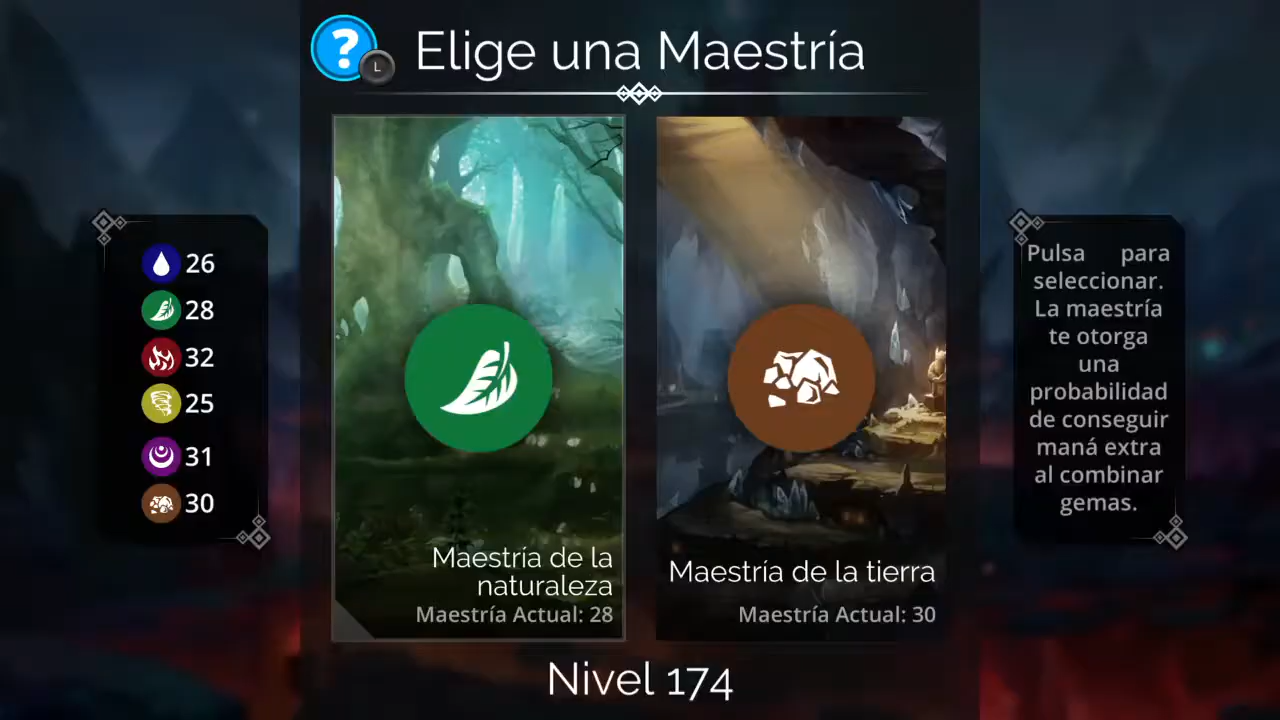 ?
L
Elige una Maestría
26
28
32
25
31
30
Maestría de la
naturaleza
Maestría Actual: 28
Maestría de la tierra
Maestría Actual: 30
Pulsa para
seleccionar.
La maestría
te otorga
una
probabilidad
de conseguir
maná extra
al combinar
gemas.
Nivel 174